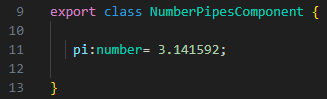 9 export class NumberPipesComponent {
10
11 pi:number= 3.141592;
12
13 }